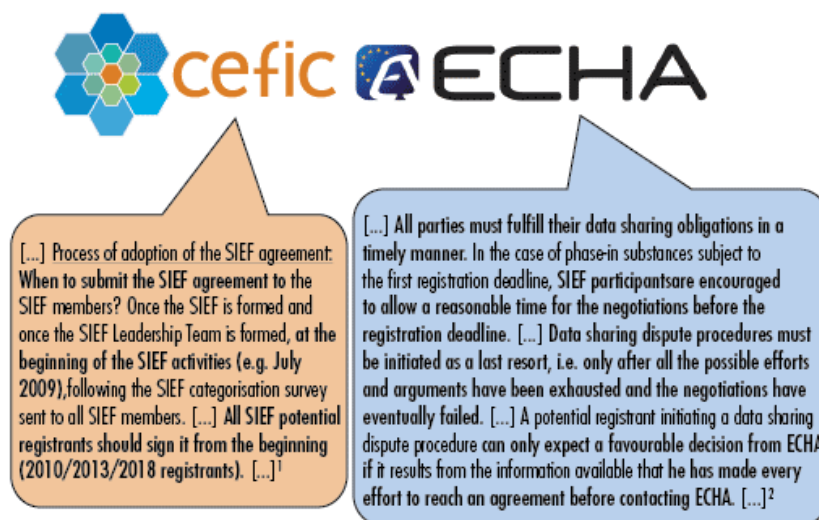 cefic ECHA
[...] Process of adoption of the SIEF agreement:
When to submit the SIEF agreement to the
SIEF members? Once the SIEF is formed and
once the SIEF Leadership Team is formed, at the
beginning of the SIEF activities (e.g. July
2009),following the SIEF categorisation survey
sent to all SIEF members. [...] All SIEF potential
registrants should sign it from the beginning
(2010/2013/2018 registrants). [...]1
[...] All parties must fulfill their data sharing obligations in a
timely manner. In the case of phase-in substances subject to
the first registration deadline, SIEF participantsare encouraged
to allow a reasonable time for the negotiations before the
registration deadline. [...] Data sharing dispute procedures must
be initiated as a last resort, i.e. only after all the possible efforts
and arguments have been exhausted and the negotiations have
eventually failed. [...] A potential registrant initiating a data sharing
dispute procedure can only expect a favourable decision from ECHA
if it results from the information available that he has made every
effort to reach an agreement before contacting ECHA. [...]2